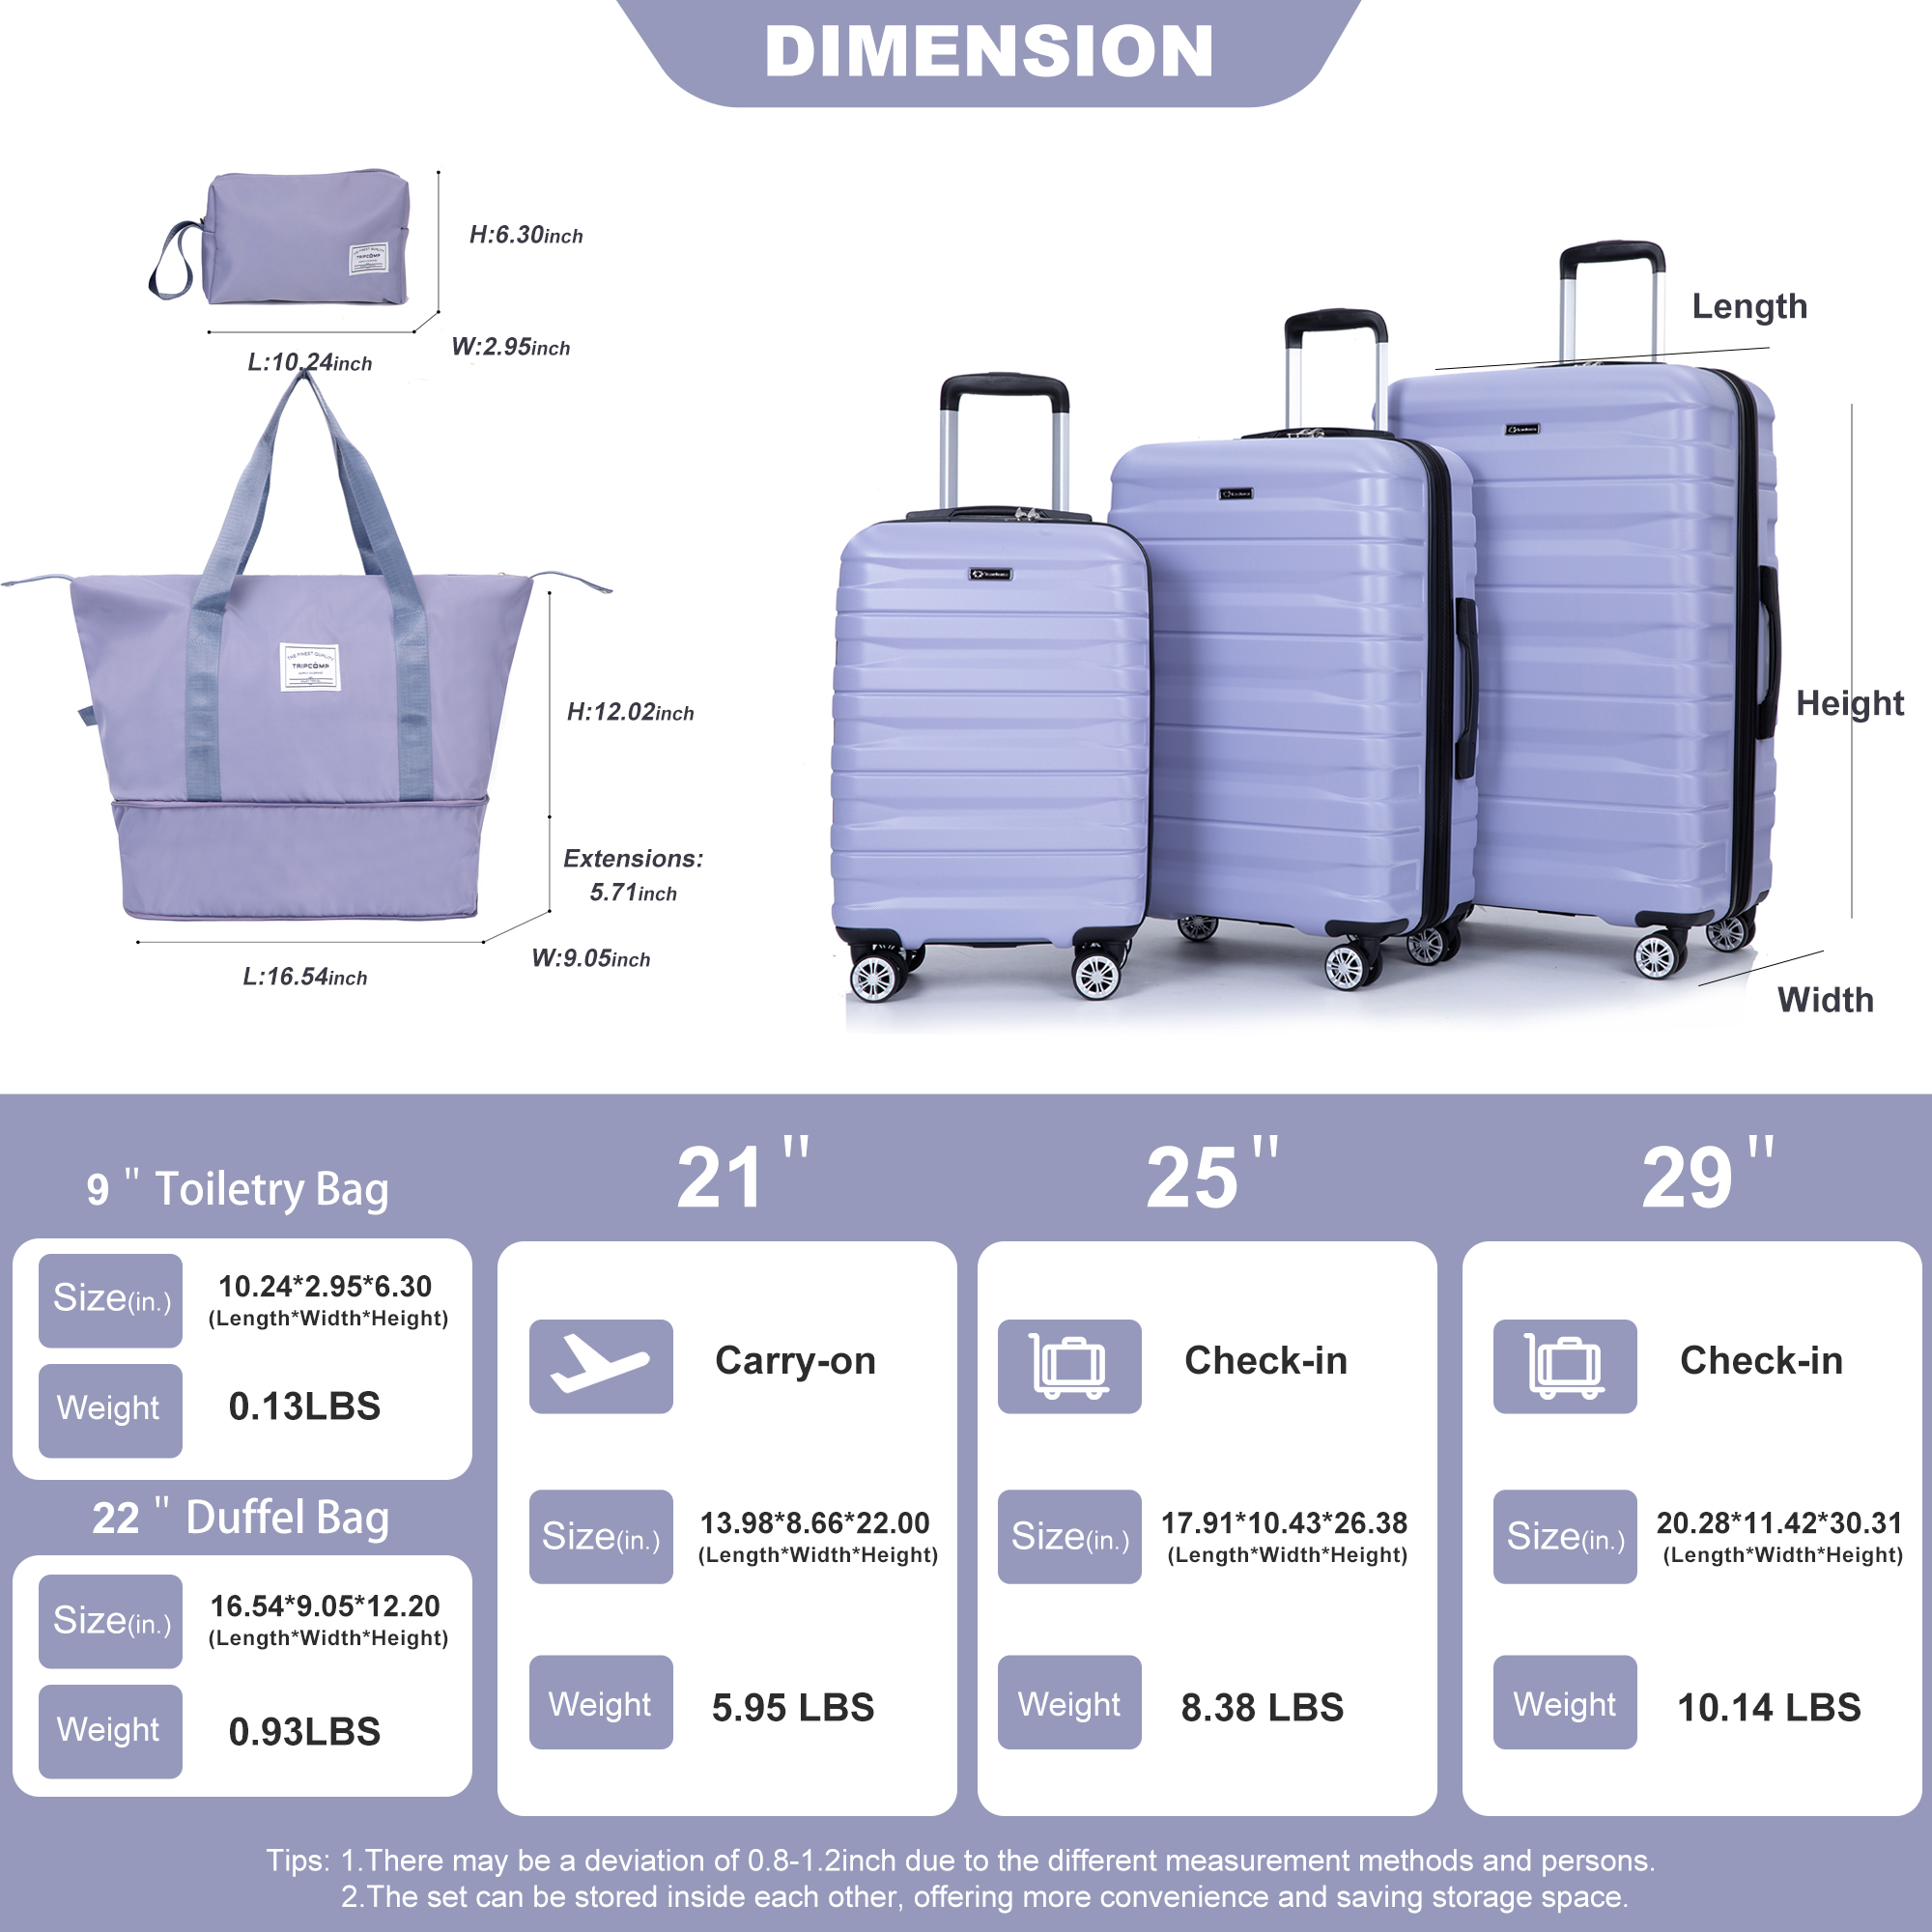 DIMENSION
H:6.30inch
W:2.95inch
L:10.24inch
THE FINEST QUALITY
TRIPCOMP
H:12.02inch
Extensions:
5.71inch
W:9.05inch
L:16.54inch
Length
Height
Width
9" Toiletry Bag
Size(in.)
10.24*2.95*6.30
(Length*Width*Height)
Weight
0.13LBS
22" Duffel Bag
Size(in.)
16.54*9.05*12.20
(Length*Width*Height)
Weight
0.93LBS
21"
Carry-on
Size(in.)
13.98*8.66*22.00
(Length*Width*Height)
Weight
5.95 LBS
25"
Check-in
Size(in.)
17.91*10.43*26.38
(Length*Width*Height)
Weight
8.38 LBS
29"
Check-in
Size(in.)
20.28*11.42*30.31
(Length*Width*Height)
Weight
10.14 LBS
Tips: 1.There may be a deviation of 0.8-1.2inch due to the different measurement methods and persons.
2.The set can be stored inside each other, offering more convenience and saving storage space.